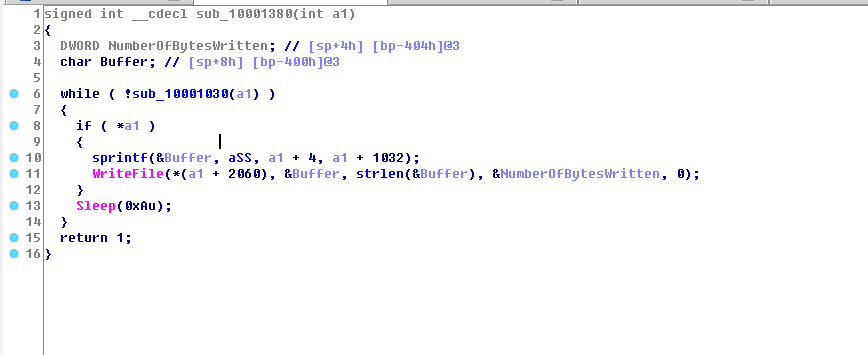 1 signed int __cdecl sub_10001380(int a1)
2 {
3 DWORD NumberOfBytesWritten; // [sp+4h] [bp-404h]@3
4 char Buffer; // [sp+8h] [bp-400h]@3
5
6 while ( !sub_10001030(a1) )
7 {
8 if ( *a1 )
9 {
10 sprintf(&Buffer, aSS, a1 + 4, a1 + 1032);
11 WriteFile(*(a1 + 2060), &Buffer, strlen(&Buffer), &NumberOfBytesWritten, 0);
12 }
13 Sleep(0xAu);
14 }
15 return 1;
16 }